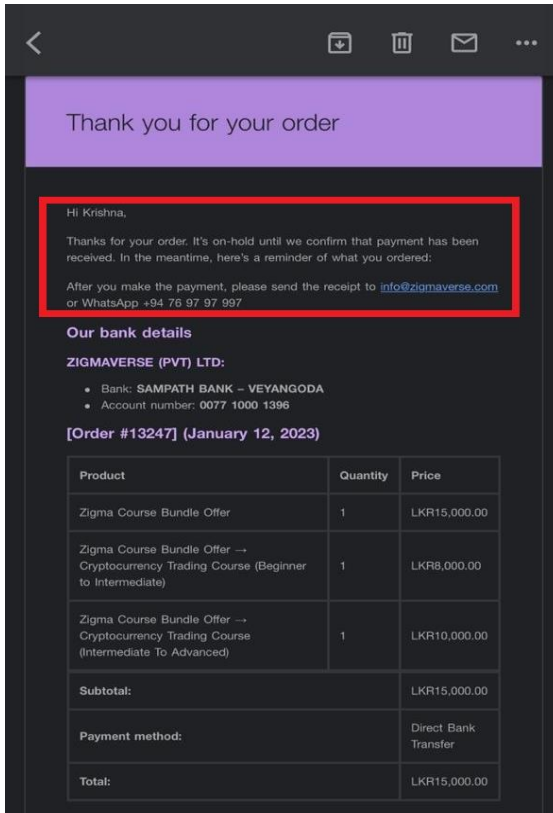 Thank you for your order
Hi Krishna,
Thanks for your order. It's on-hold until we confirm that payment has been
received. In the meantime, here's a reminder of what you ordered:
After you make the payment, please send the receipt to info@zigmaverse.com
or WhatsApp +94 76 97 97 997
Our bank details
ZIGMAVERSE (PVT) LTD:
• Bank: SAMPATH BANK – VEYANGODA
• Account number: 0077 1000 1396
[Order #13247] (January 12, 2023)
Product Quantity Price
Zigma Course Bundle Offer 1 LKR15,000.00
Zigma Course Bundle Offer →
Cryptocurrency Trading Course (Beginner
to Intermediate) 1 LKR8,000.00
Zigma Course Bundle Offer →
Cryptocurrency Trading Course
(Intermediate To Advanced) 1 LKR10,000.00
Subtotal: LKR15,000.00
Payment method: Direct Bank
Transfer
Total: LKR15,000.00